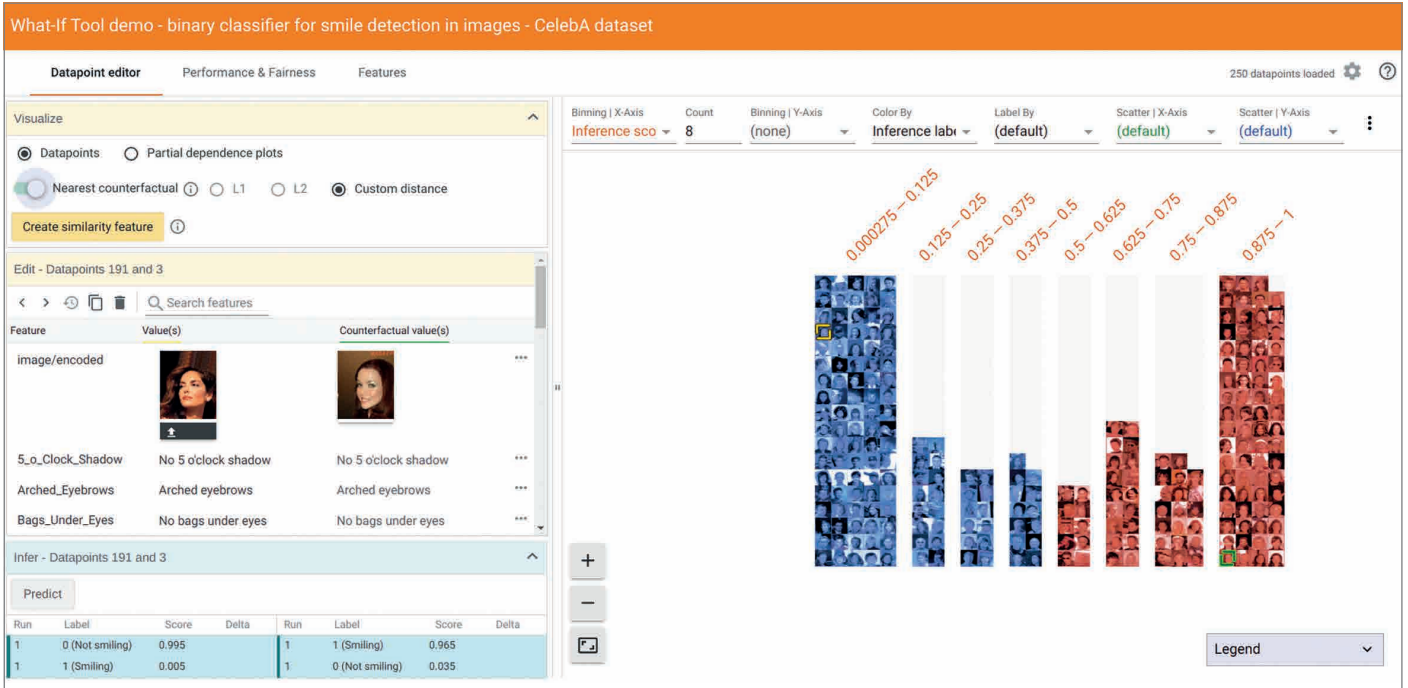 What-If Tool demo - binary classifier for smile detection in images - CelebA dataset
Datapoint editor Performance & Fairness Features 250 datapoints loaded
Visualize
Datapoints Partial dependence plots
Nearest counterfactual L1 L2 Custom distance
Create similarity feature
Edit - Datapoints 191 and 3
Search features
Feature Value(s) Counterfactual value(s)
image/encoded
5_o_Clock_Shadow No 5 o'clock shadow No 5 o'clock shadow
Arched_Eyebrows Arched eyebrows Arched eyebrows
Bags_Under_Eyes No bags under eyes No bags under eyes
Infer - Datapoints 191 and 3
Predict
Run Label Score Delta Run Label Score Delta
1 0 (Not smiling) 0.995 1 1 (Smiling) 0.965
1 1 (Smiling) 0.005 1 0 (Not smiling) 0.035
Binning | X-Axis Count Binning | Y-Axis Color By Label By Scatter | X-Axis Scatter | Y-Axis
Inference sco 8 (none) Inference labe (default) (default) (default)
0.000275 – 0.125
0.125 – 0.25
0.25 – 0.375
0.375 – 0.5
0.5 – 0.625
0.625 – 0.75
0.75 – 0.875
0.875 – 1
Legend